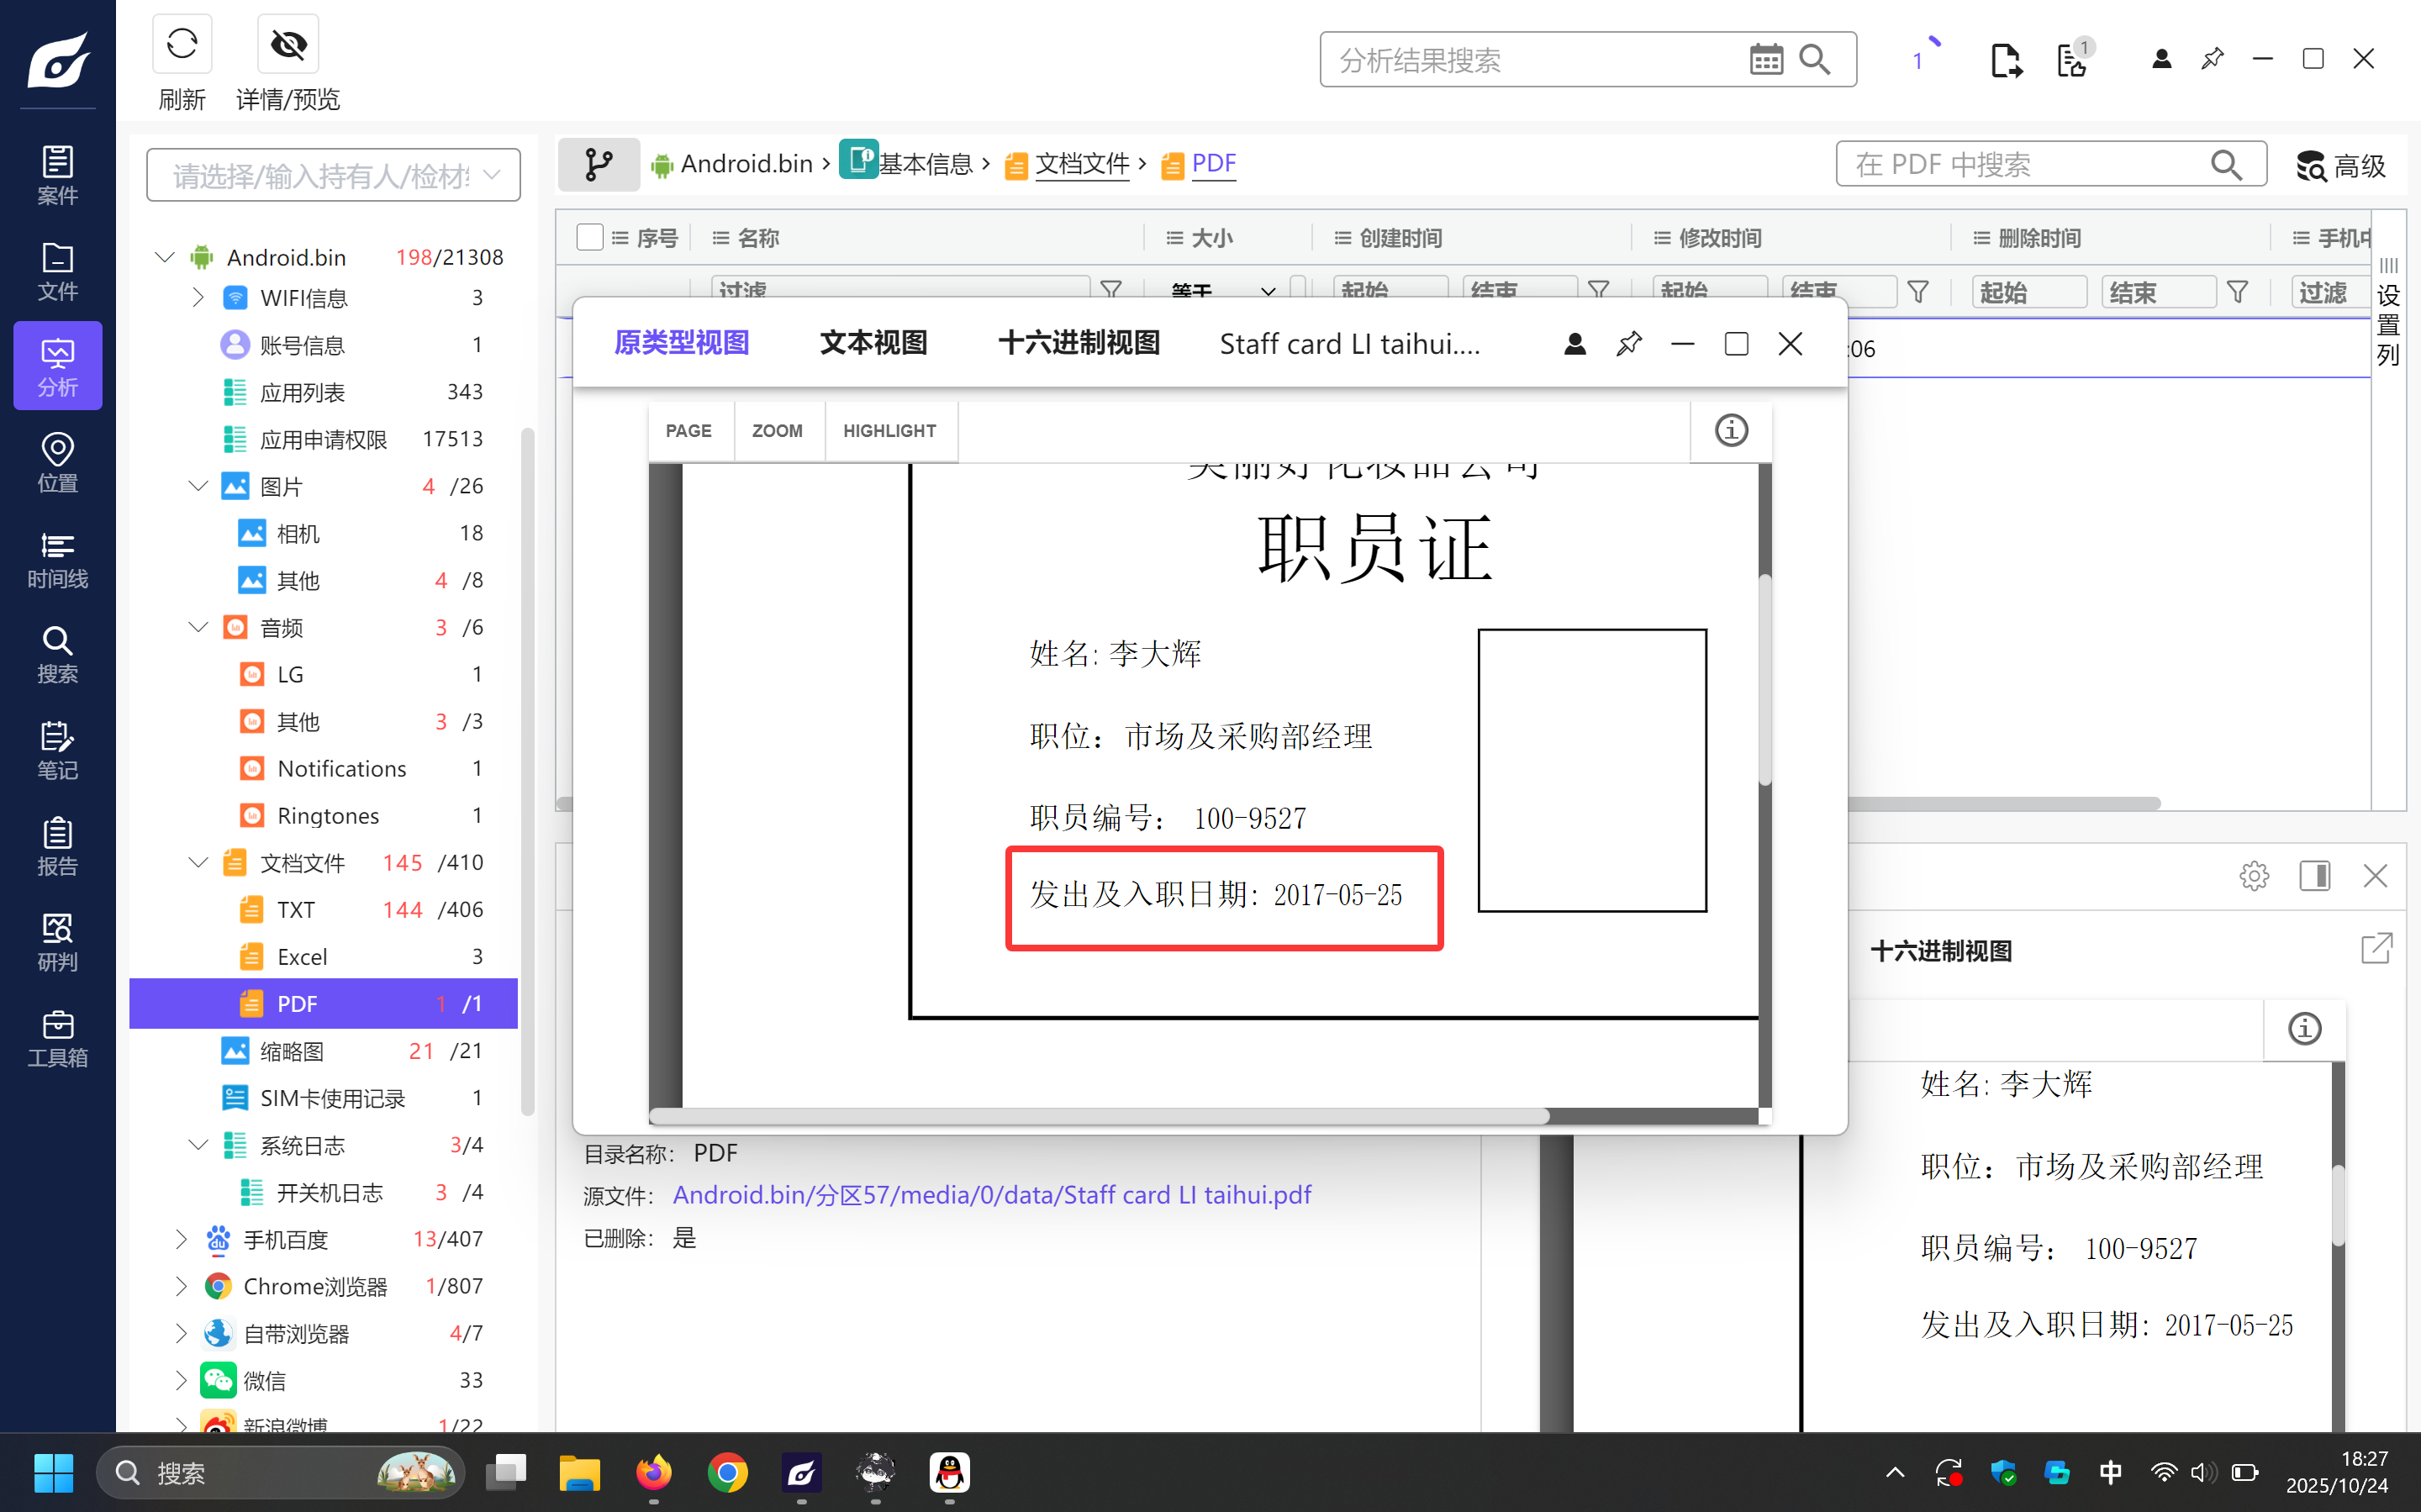 刷新
详情/预览
分析结果搜索
1
1
案件
文件
分析
位置
时间线
搜索
笔记
报告
研判
工具箱
Android.bin 198/21308
WIFI信息 3
账号信息 1
应用列表 343
应用申请权限 17513
图片 4 /26
相机 18
其他 4 /8
音频 3 /6
LG 1
其他 3 /3
Notifications 1
Ringtones 1
文档文件 145 /410
TXT 144 /406
Excel 3
PDF 1 /1
缩略图 21 /21
SIM卡使用记录 1
系统日志 3/4
开关机日志 3 /4
手机百度 13/407
Chrome浏览器 1/807
自带浏览器 4/7
微信 33
新浪微博 1/22
Android.bin › 基本信息 › 文档文件 › PDF
在 PDF 中搜索
高级
序号 名称 大小 创建时间 修改时间 删除时间
过滤 等于 起始 结束 起始 结束 起始 结束 过滤
设置列
:06
原类型视图 文本视图 十六进制视图 Staff card LI taihui....
PAGE ZOOM HIGHLIGHT
美丽好化妆品公司
职员证
姓名: 李大辉
职位：市场及采购部经理
职员编号： 100-9527
发出及入职日期: 2017-05-25
十六进制视图
姓名: 李大辉
职位：市场及采购部经理
职员编号： 100-9527
发出及入职日期: 2017-05-25
目录名称： PDF
源文件： Android.bin/分区57/media/0/data/Staff card LI taihui.pdf
已删除： 是
搜索
中
18:27
2025/10/24